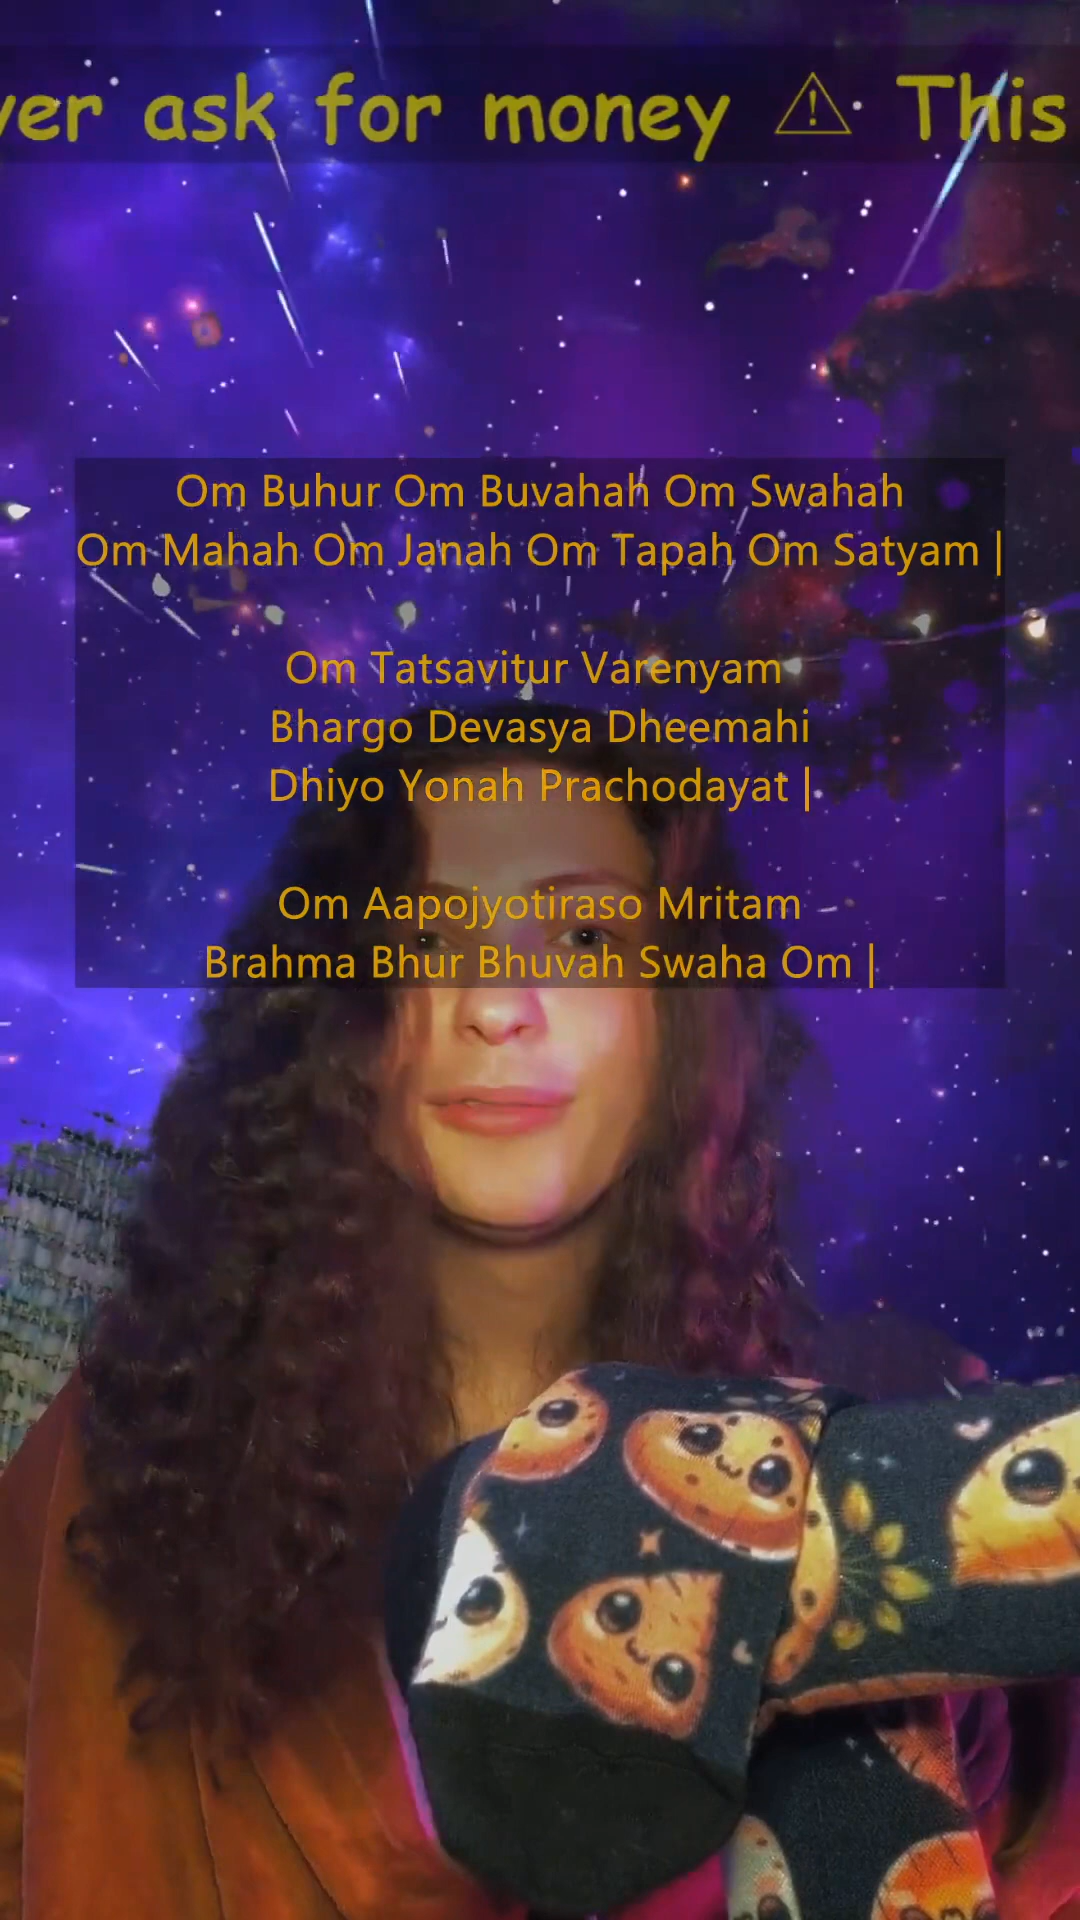 ask for money ⚠ This
Om Buhur Om Buvahah Om Swahah
Om Mahah Om Janah Om Tapah Om Satyam |
Om Tatsavitur Varenyam
Bhargo Devasya Dheemahi
Dhiyo Yonah Prachodayat |
Om Aapojyotiraso Mritam
Brahma Bhur Bhuvah Swaha Om |